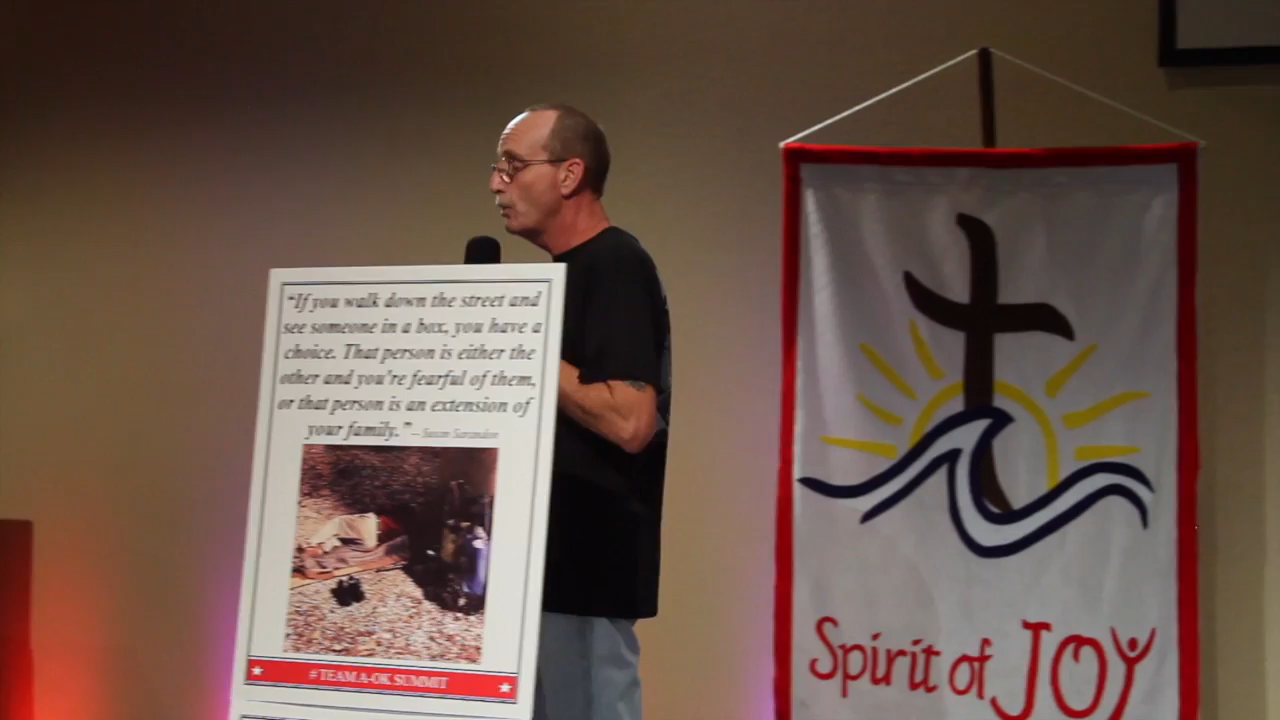 “If you walk down the street and
see someone in a box, you have a
choice. That person is either the
other and you're fearful of them,
or that person is an extension of
your family.” – Susan Sarandon
#TEAM A-OK SUMMIT
Spirit of JOY